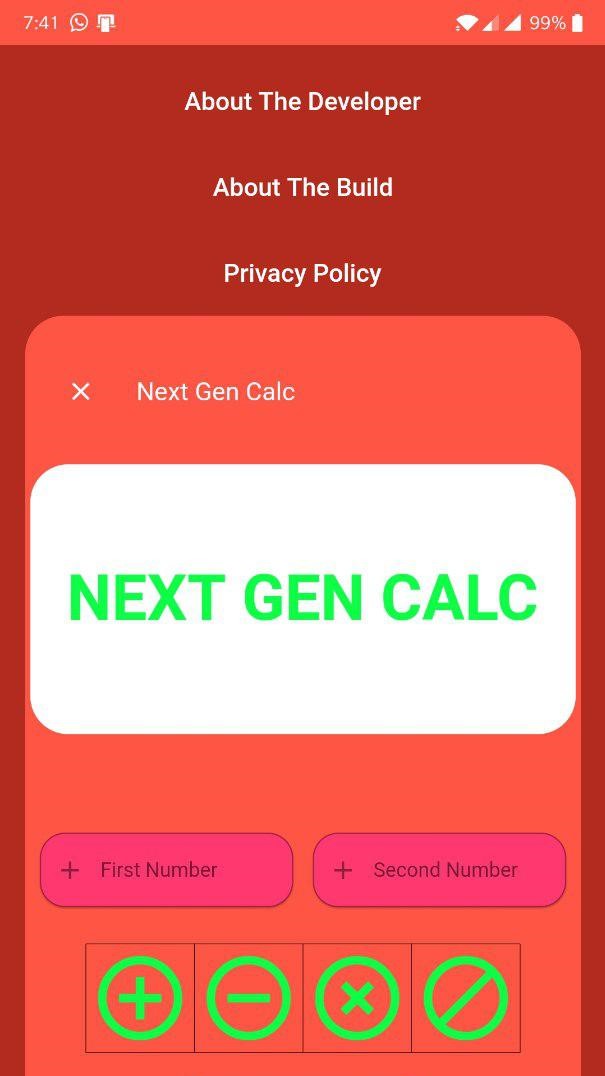 7:41 99%
About The Developer
About The Build
Privacy Policy
Next Gen Calc
NEXT GEN CALC
First Number Second Number